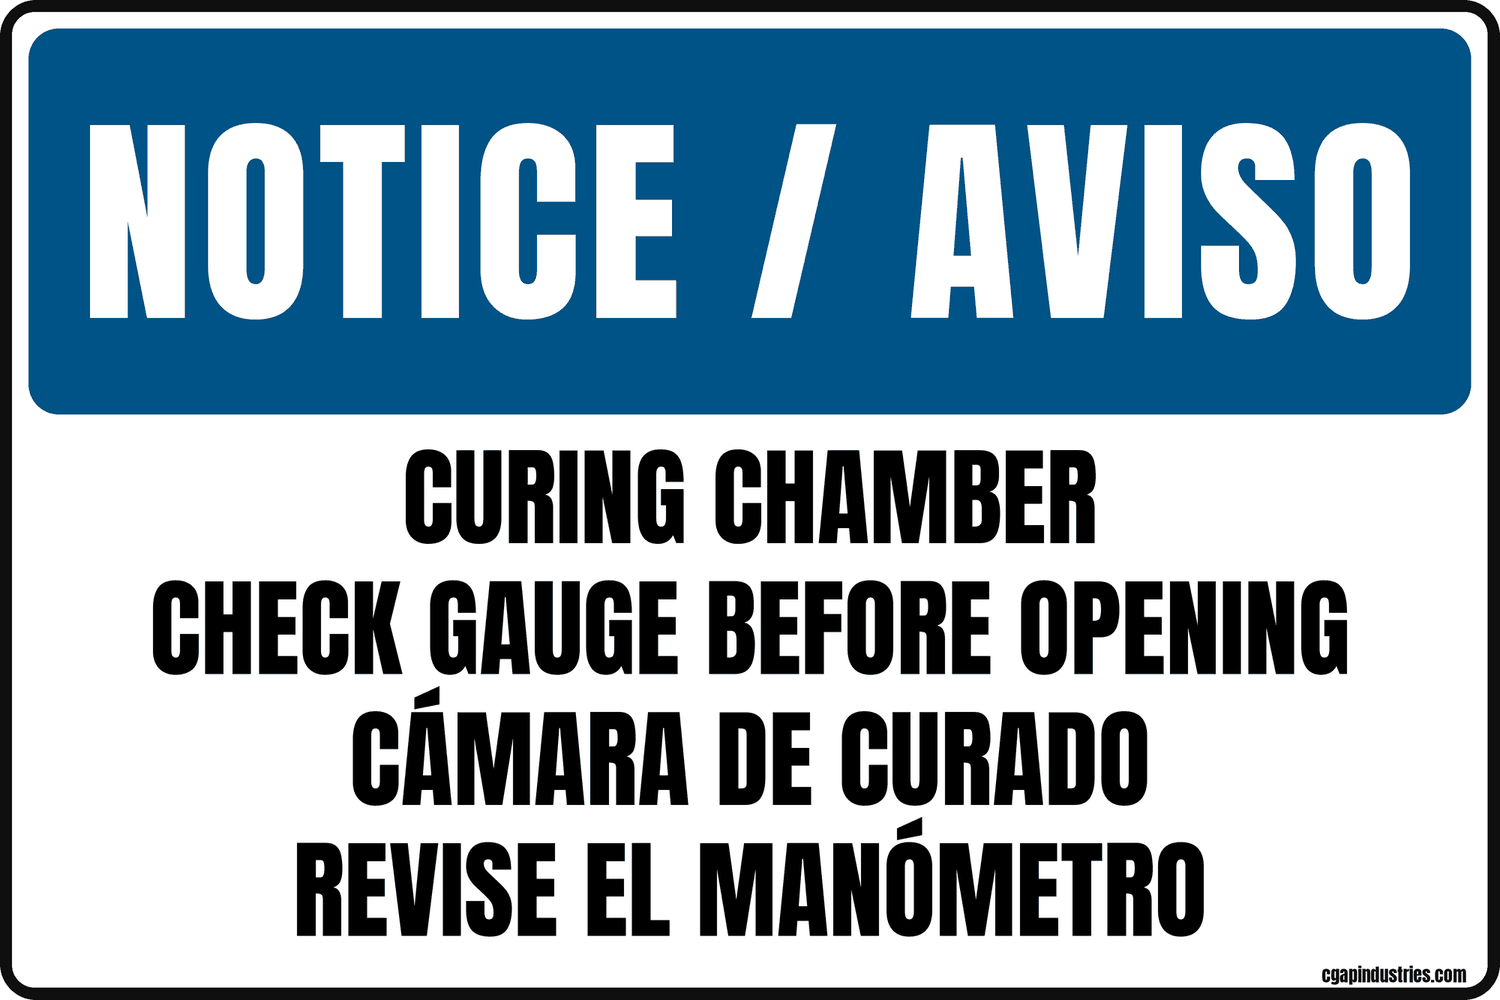 NOTICE / AVISO
CURING CHAMBER
CHECK GAUGE BEFORE OPENING
CÁMARA DE CURADO
REVISE EL MANÓMETRO
cgapindustries.com